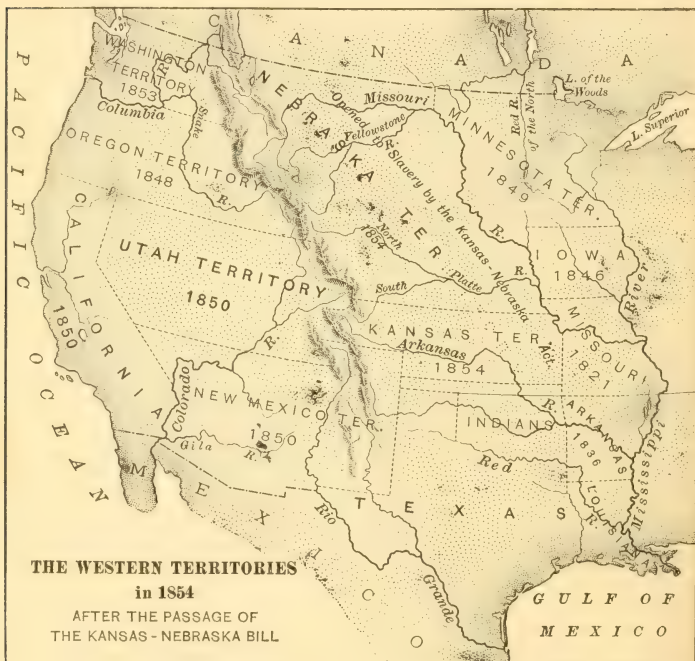 CANADA
PACIFIC OCEAN
WASHINGTON
TERRITORY
1853
Columbia
R.
Snake
R.
OREGON TERRITORY
1848
NEBRASKA TER
1854
Opened to Slavery by the Kansas Nebraska Act.
Missouri
R.
Yellowstone
R.
Red R.
of the North
L. of the
Woods
L. Superior
MINNESOTA TER.
1849
IOWA
1846
River
CALIFORNIA
1850
UTAH TERRITORY
1850
North
South
Platte
R.
KANSAS TER.
1854
Arkansas
R.
MISSOURI
1821
Colorado
R.
NEW MEXICO TER.
1850
Gila
R.
INDIANS
ARKANSAS
1836
Red
R.
Mississippi
LOUISIANA
TEXAS
Rio
Grande
MEXICO
GULF OF
MEXICO
THE WESTERN TERRITORIES
in 1854
AFTER THE PASSAGE OF
THE KANSAS - NEBRASKA BILL